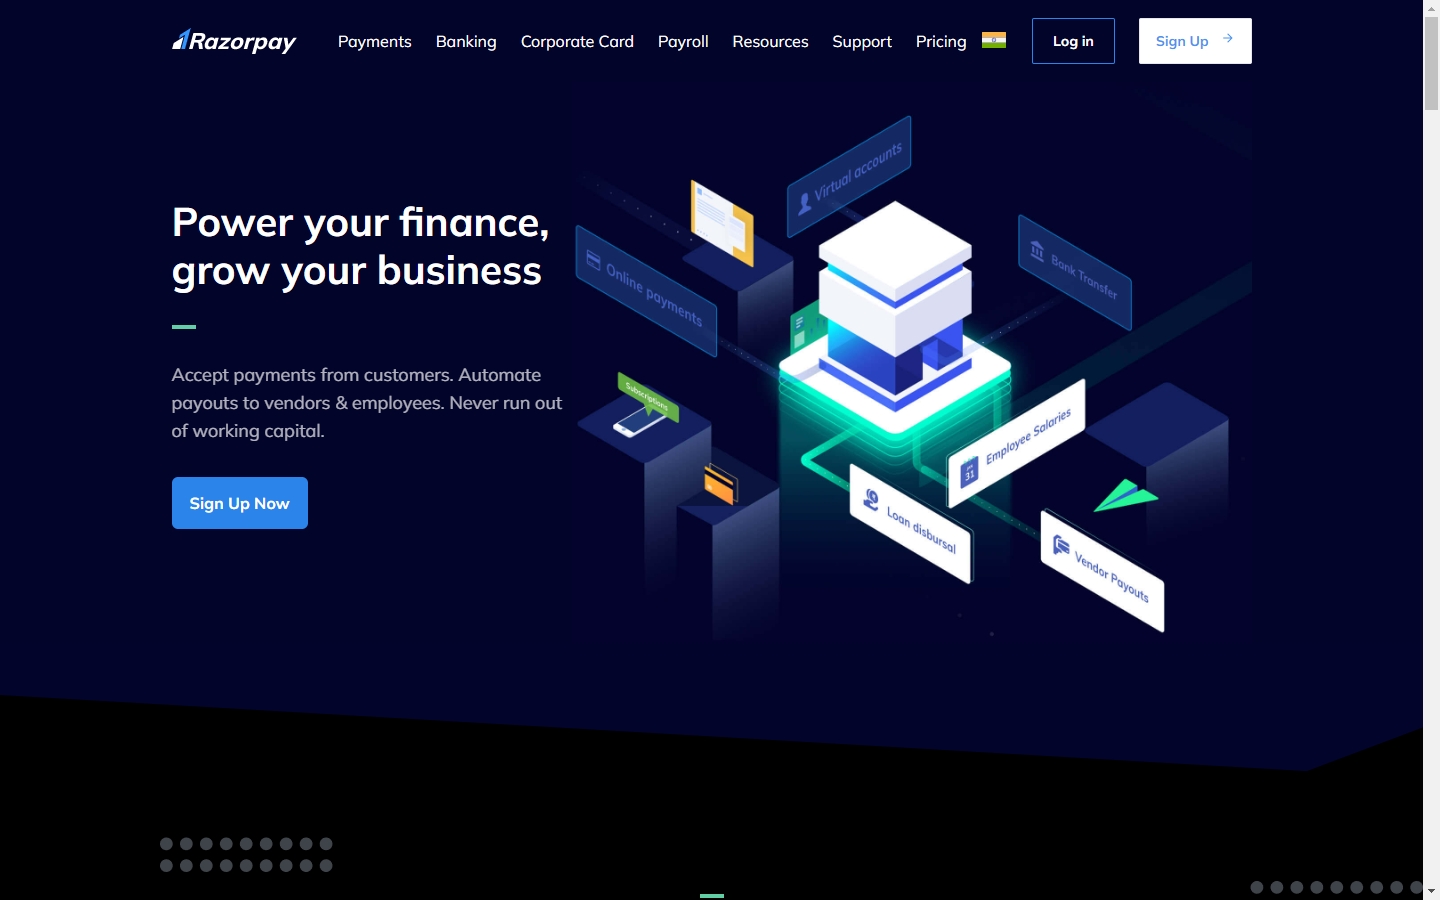 Razorpay
Payments
Banking
Corporate Card
Payroll
Resources
Support
Pricing
Log in
Sign Up
Power your finance,
grow your business
Accept payments from customers. Automate
payouts to vendors & employees. Never run out
of working capital.
Sign Up Now
Virtual accounts
Online payments
Bank Transfer
Subscriptions
Employee Salaries
31
Loan disbursal
Vendor Payouts